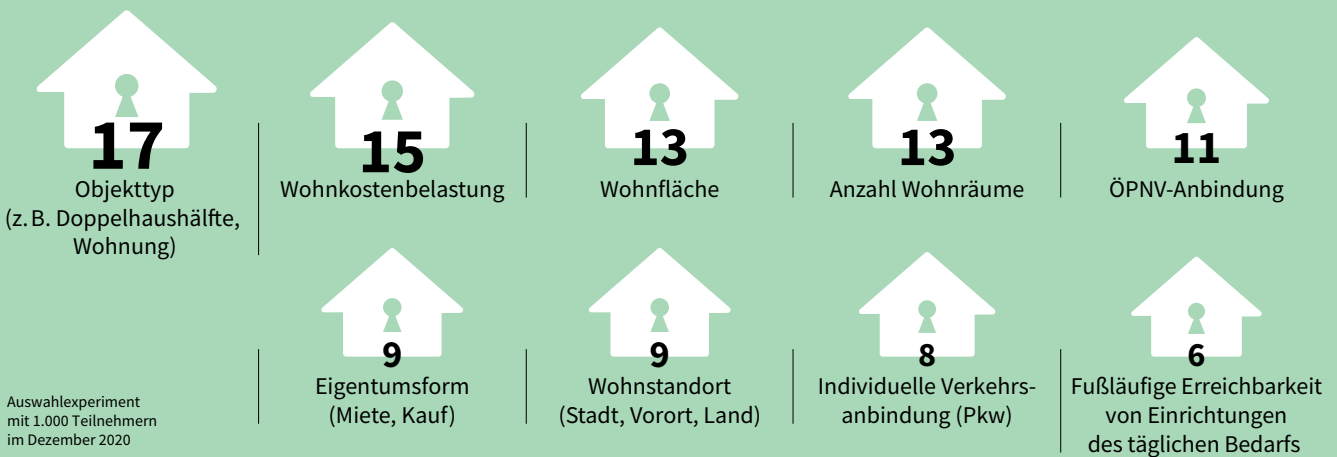 17
Objekttyp
(z. B. Doppelhaushälfte,
Wohnung)
15
Wohnkostenbelastung
13
Wohnfläche
13
Anzahl Wohnräume
11
ÖPNV-Anbindung
9
Eigentumsform
(Miete, Kauf)
9
Wohnstandort
(Stadt, Vorort, Land)
8
Individuelle Verkehrs-
anbindung (Pkw)
6
Fußläufige Erreichbarkeit
von Einrichtungen
des täglichen Bedarfs
Auswahlexperiment
mit 1.000 Teilnehmern
im Dezember 2020